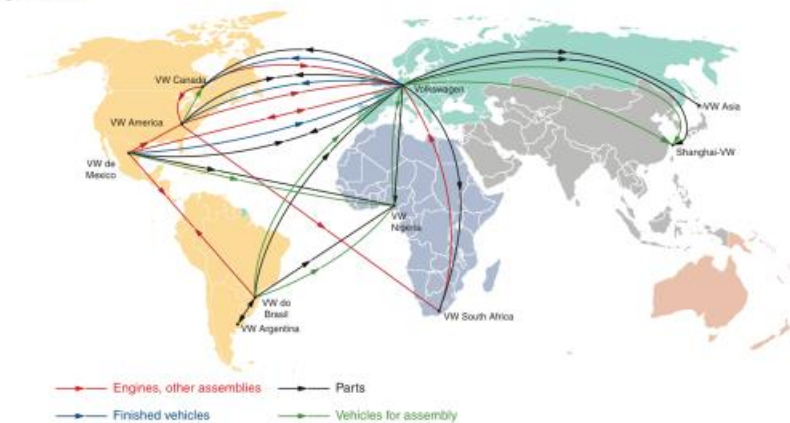 VW Canada
Volkswagen
VW America
VW Asia
Shanghai-VW
VW de
Mexico
VW
Nigeria
VW do
Brasil
VW Argentina
VW South Africa
Engines, other assemblies
Parts
Finished vehicles
Vehicles for assembly